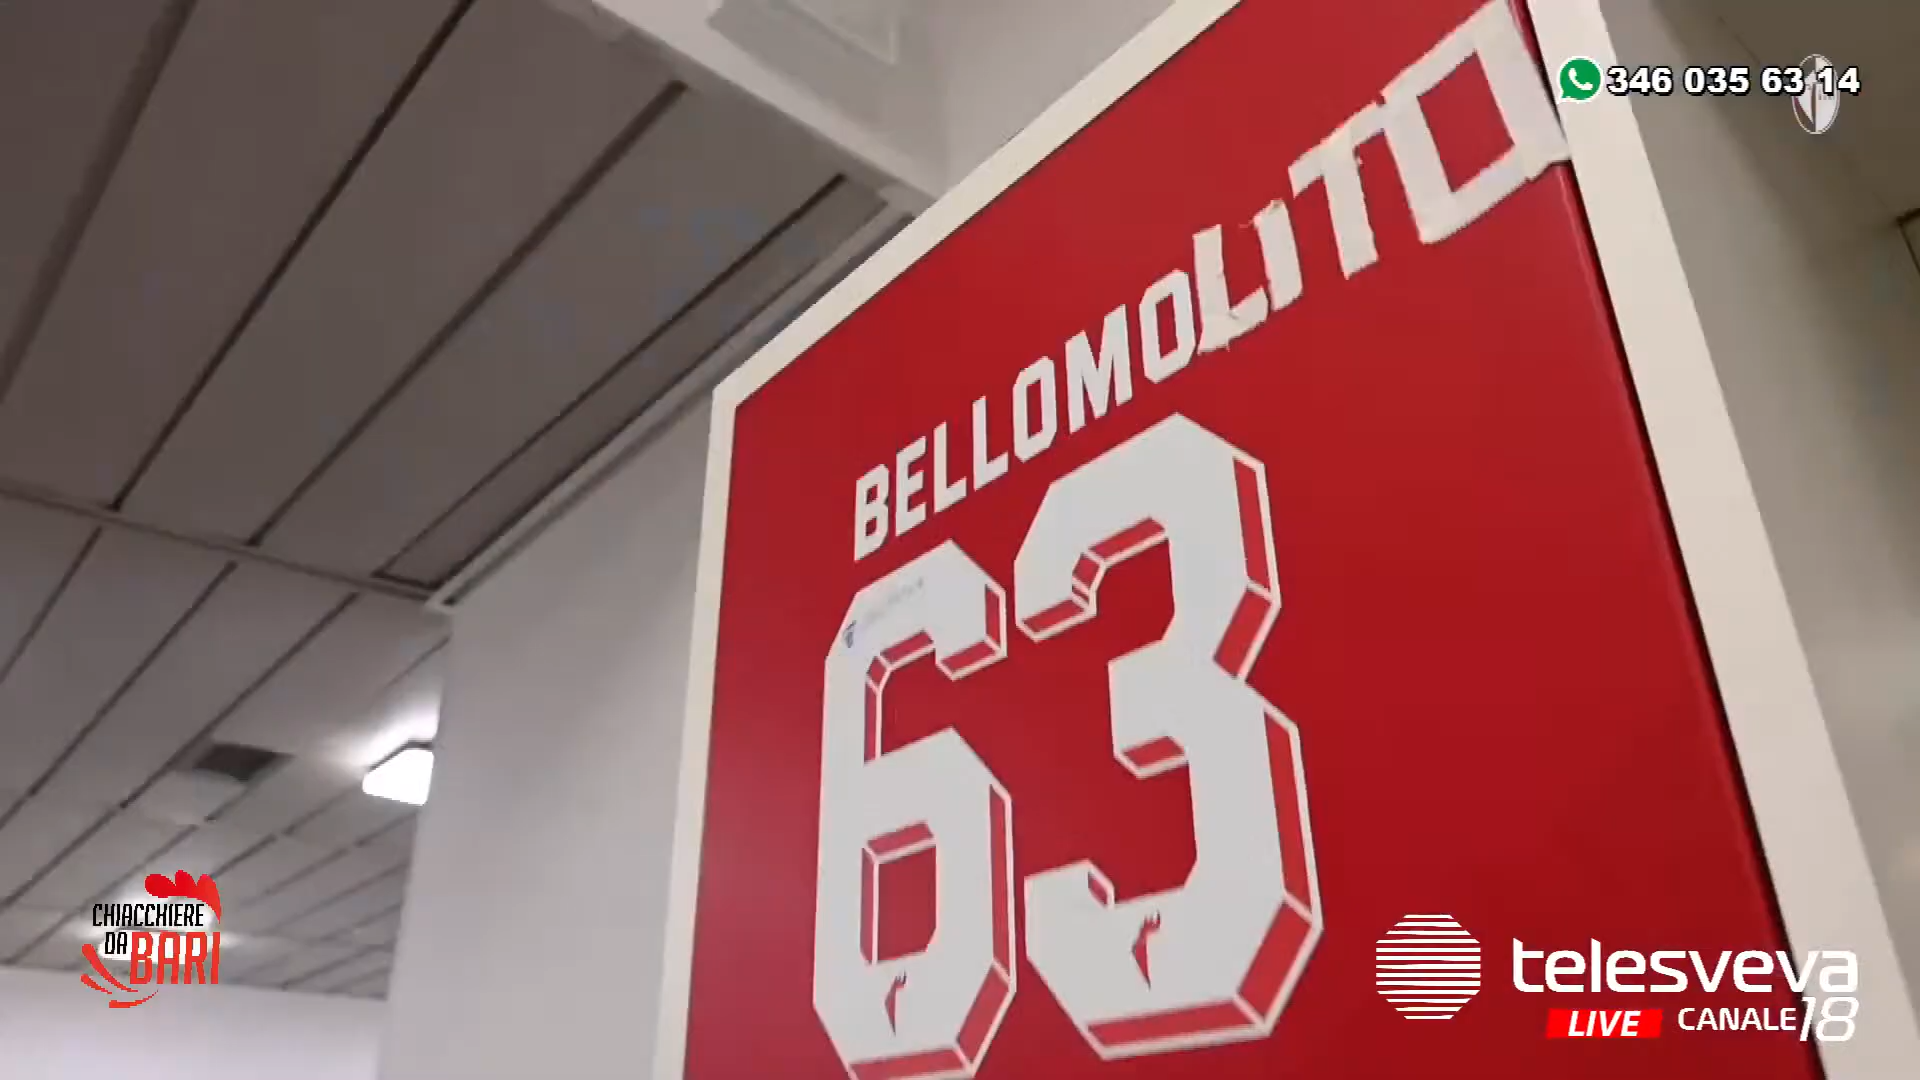 346 035 63 14
BELLOMOLITO
63
CHIACCHIERE
DA BARI
telesveva
LIVE CANALE 18